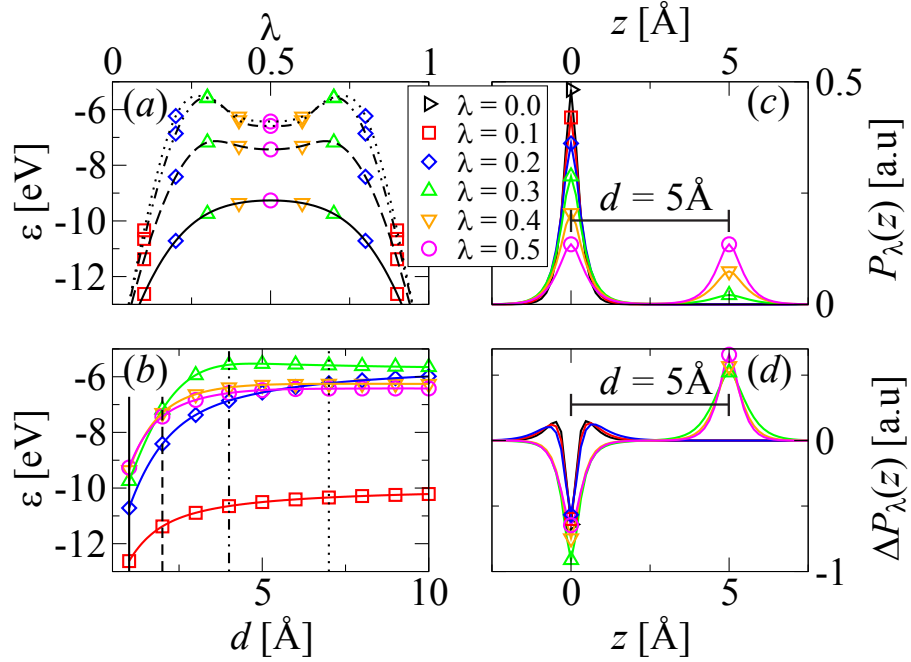 λ
0 0.5 1
z [Å]
0 5
(a)
ε [eV]
-6
-8
-10
-12
λ = 0.0
λ = 0.1
λ = 0.2
λ = 0.3
λ = 0.4
λ = 0.5
(c)
d = 5Å
0.5
0
Pλ(z) [a.u]
(b)
ε [eV]
-6
-8
-10
-12
0 5 10
d [Å]
(d)
d = 5Å
0
-1
ΔPλ(z) [a.u]
0 5
z [Å]